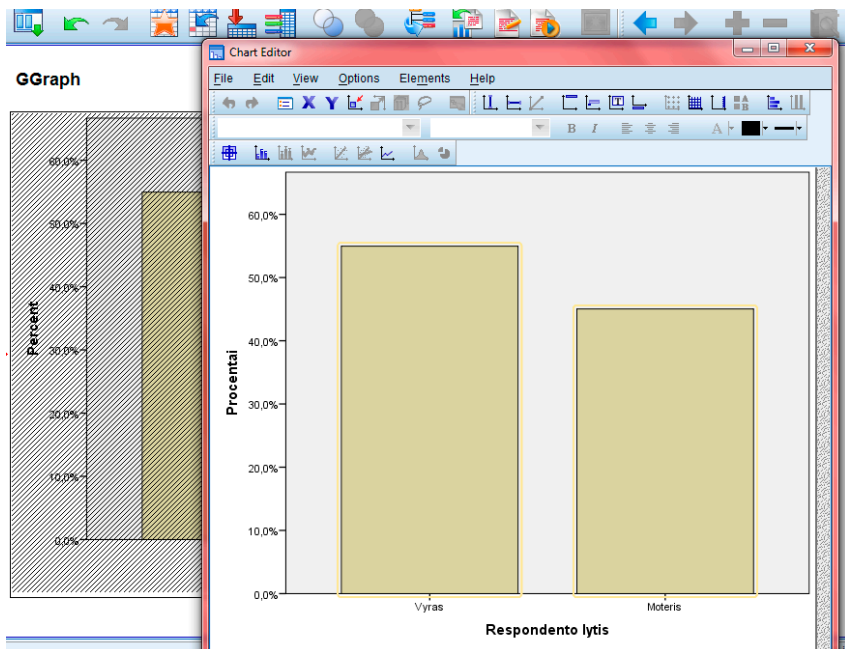 GGraph
60,0%
50,0%
40,0%
30,0%
20,0%
10,0%
0,0%
Percent
Chart Editor
File Edit View Options Elements Help
X Y
B I A
60,0%
50,0%
40,0%
30,0%
20,0%
10,0%
0,0%
Procentai
Vyras Moteris
Respondento lytis